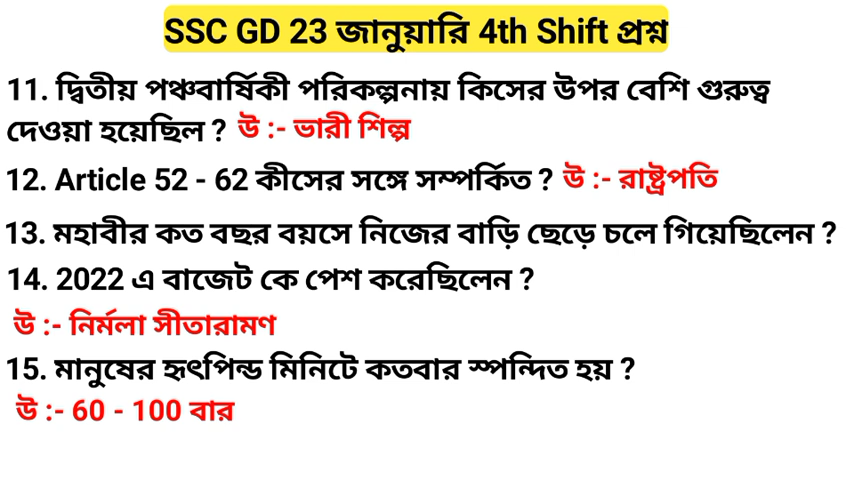 SSC GD 23 জানুয়ারি 4th Shift প্রশ্ন
11. দ্বিতীয় পঞ্চবার্ষিকী পরিকল্পনায় কিসের উপর বেশি গুরুত্ব
দেওয়া হয়েছিল ? উ :- ভারী শিল্প
12. Article 52 - 62 কীসের সঙ্গে সম্পর্কিত ? উ :- রাষ্ট্রপতি
13. মহাবীর কত বছর বয়সে নিজের বাড়ি ছেড়ে চলে গিয়েছিলেন ?
14. 2022 এ বাজেট কে পেশ করেছিলেন ?
উ :- নির্মলা সীতারামণ
15. মানুষের হৃৎপিন্ড মিনিটে কতবার স্পন্দিত হয় ?
উ :- 60 - 100 বার